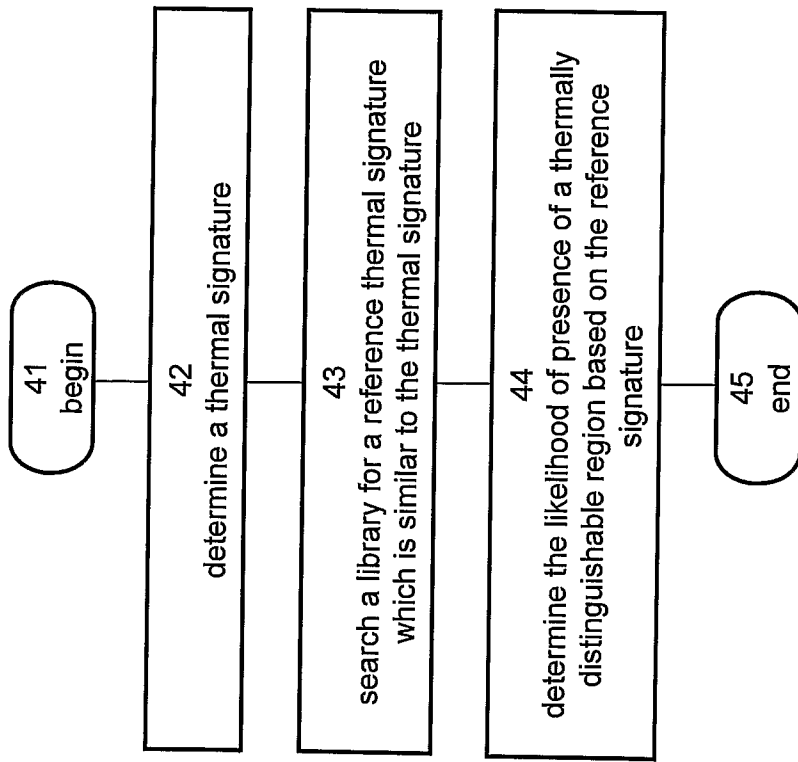 41
begin
42
determine a thermal signature
43
search a library for a reference thermal signature
which is similar to the thermal signature
44
determine the likelihood of presence of a thermally
distinguishable region based on the reference
signature
45
end